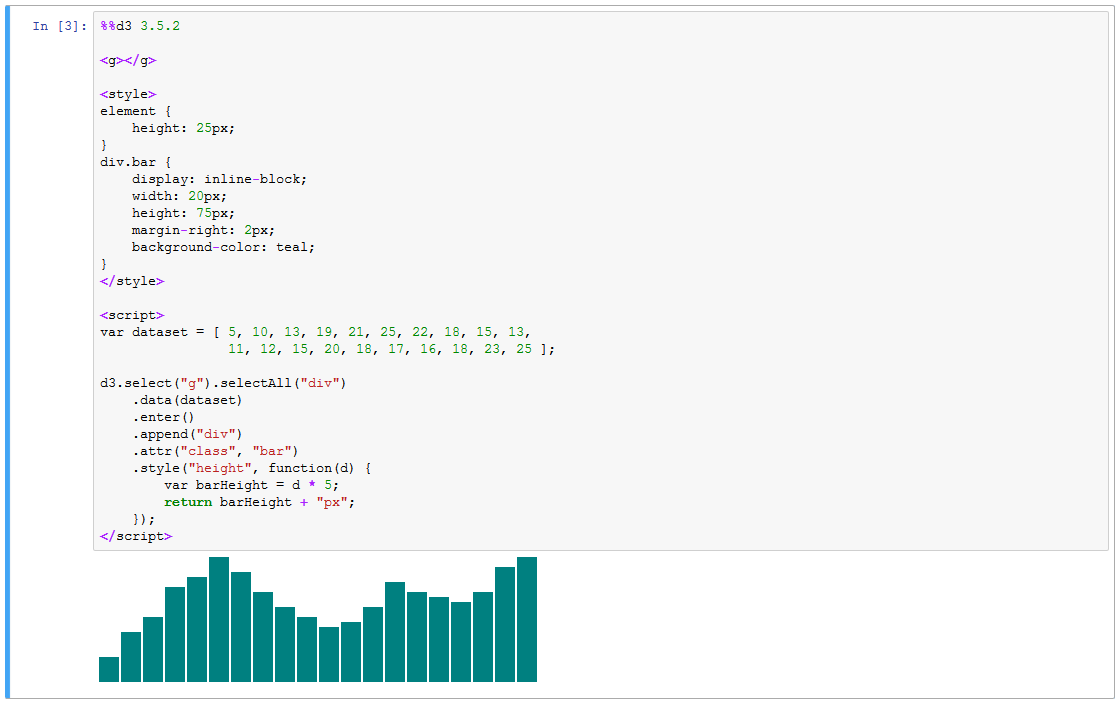 In [3]: %%d3 3.5.2
<g></g>
<style>
element {
    height: 25px;
}
div.bar {
    display: inline-block;
    width: 20px;
    height: 75px;
    margin-right: 2px;
    background-color: teal;
}
</style>
<script>
var dataset = [ 5, 10, 13, 19, 21, 25, 22, 18, 15, 13,
                11, 12, 15, 20, 18, 17, 16, 18, 23, 25 ];
d3.select("g").selectAll("div")
    .data(dataset)
    .enter()
    .append("div")
    .attr("class", "bar")
    .style("height", function(d) {
        var barHeight = d * 5;
        return barHeight + "px";
    });
</script>